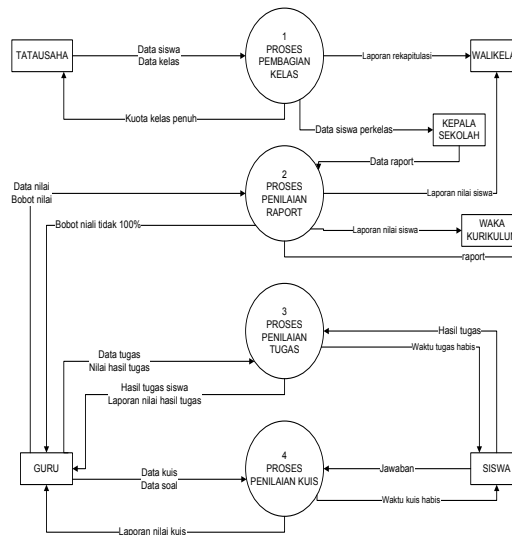 1
PROSES
PEMBAGIAN
KELAS
TATAUSAHA
Data siswa
Data kelas
Laporan rekapitulasi
WALIKELA
Kuota kelas penuh
Data siswa perkelas
KEPALA
SEKOLAH
Data raport
2
PROSES
PENILAIAN
RAPORT
Data nilai
Bobot nilai
Laporan nilai siswa
Bobot niali tidak 100%
Laporan nilai siswa
WAKA
KURIKULUM
raport
3
PROSES
PENILAIAN
TUGAS
Hasil tugas
Waktu tugas habis
Data tugas
Nilai hasil tugas
Hasil tugas siswa
Laporan nilai hasil tugas
4
PROSES
PENILAIAN KUIS
GURU
Data kuis
Data soal
Jawaban
SISWA
Waktu kuis habis
Laporan nilai kuis